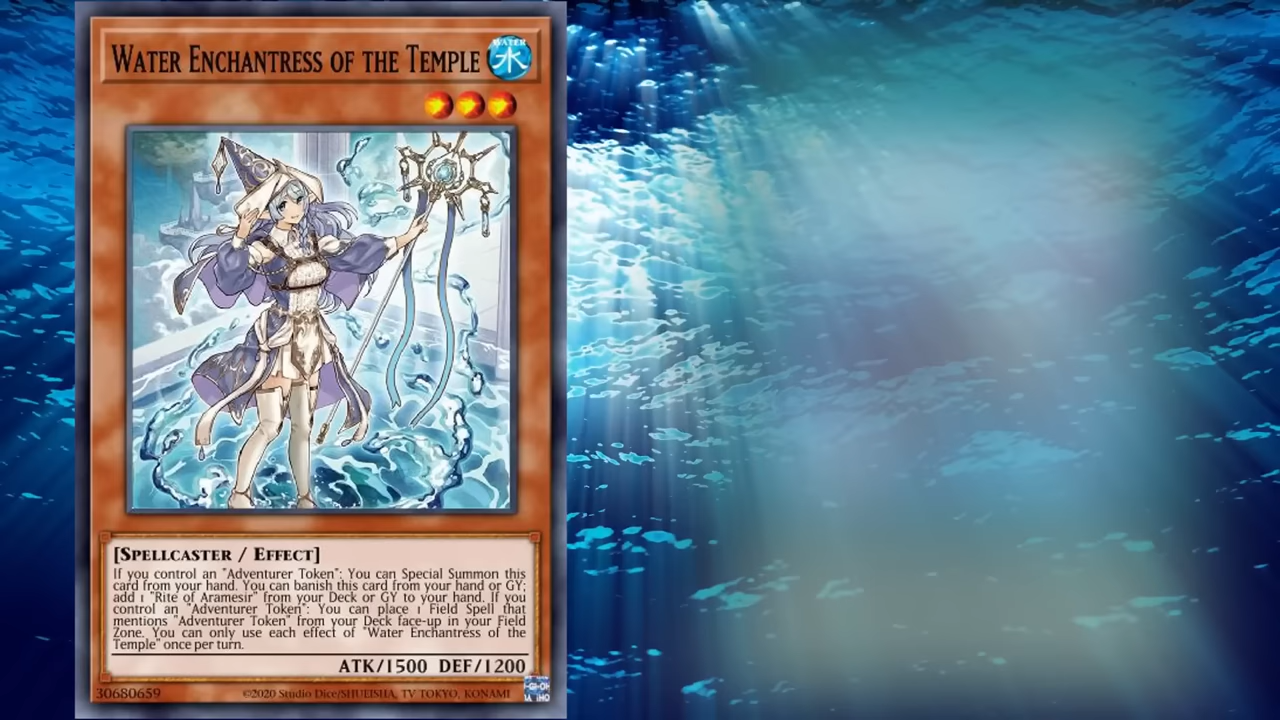 WATER ENCHANTRESS OF THE TEMPLE
WATER
水
[SPELLCASTER / EFFECT]
If you control an "Adventurer Token": You can Special Summon this
card from your hand. You can banish this card from your hand or GY;
add 1 "Rite of Aramesir" from your Deck or GY to your hand. If you
control an "Adventurer Token": You can place 1 Field Spell that
mentions "Adventurer Token" from your Deck face-up in your Field
Zone. You can only use each effect of "Water Enchantress of the
Temple" once per turn.
ATK/1500 DEF/1200
30680659 ©2020 Studio Dice/SHUEISHA, TV TOKYO, KONAMI